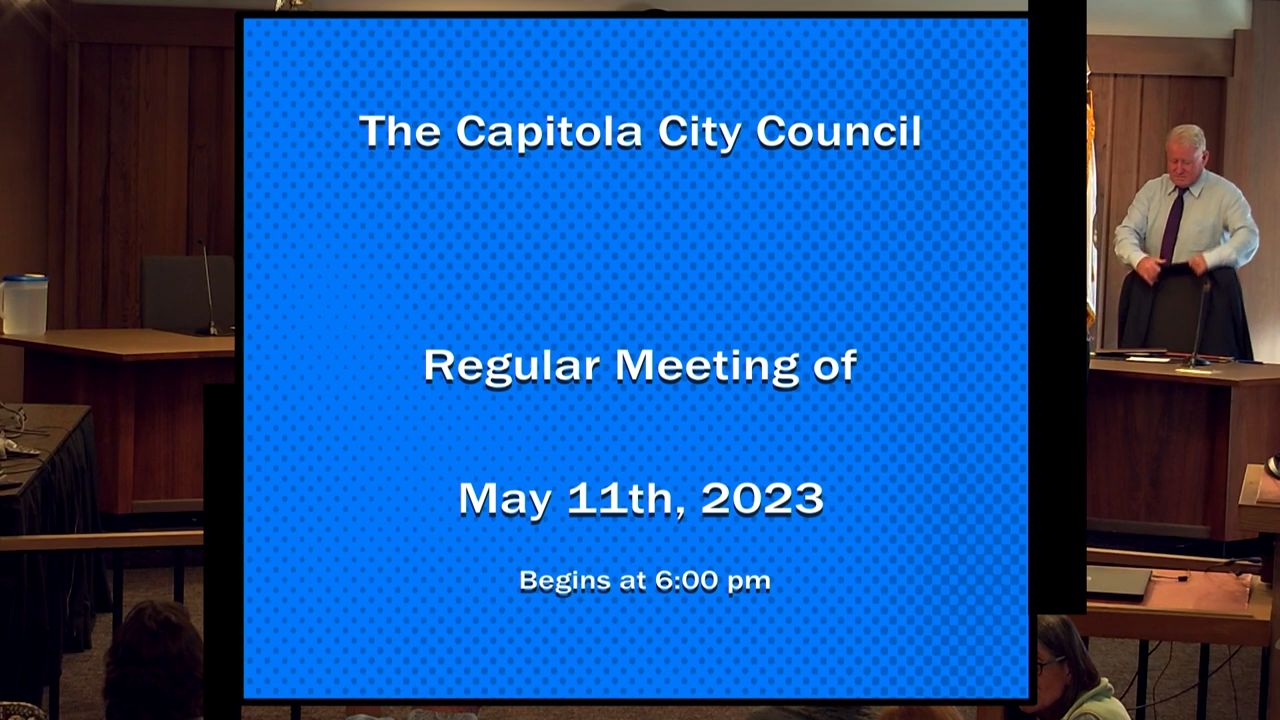 The Capitola City Council
Regular Meeting of
May 11th, 2023
Begins at 6:00 pm